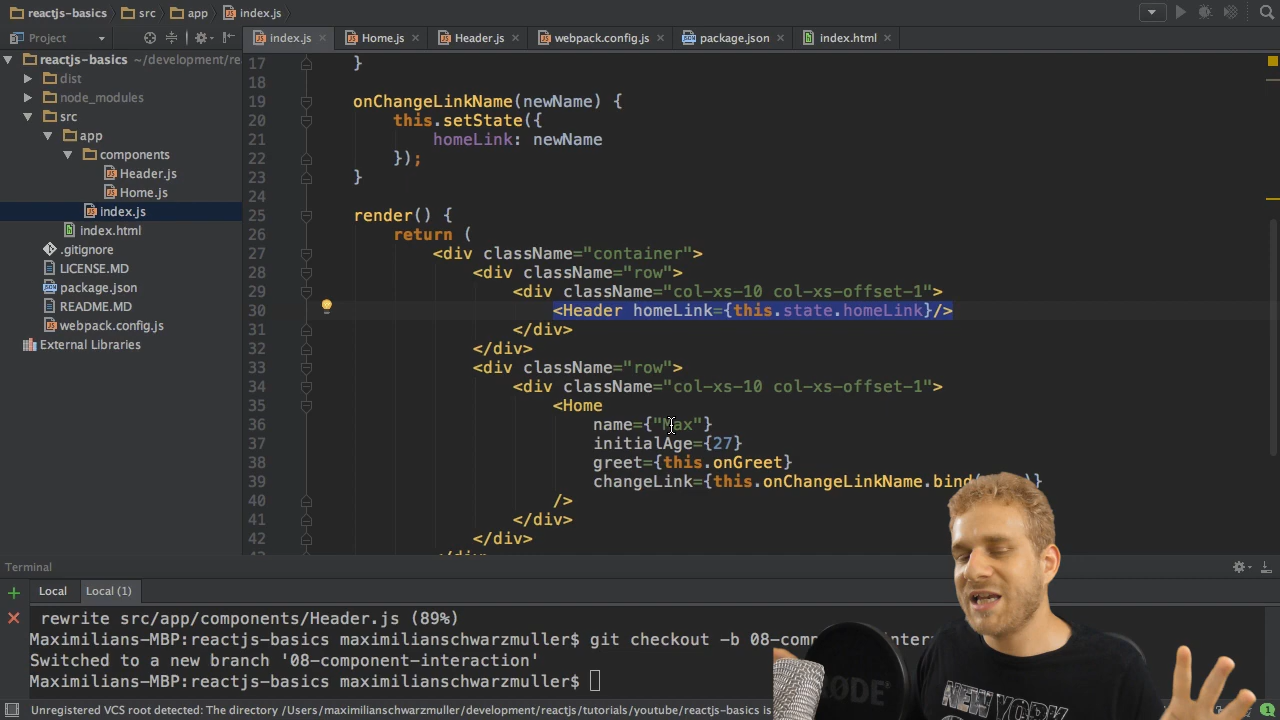 reactjs-basics src app index.js
Project
index.js Home.js Header.js webpack.config.js package.json index.html
reactjs-basics ~/development/re
dist
node_modules
src
app
components
Header.js
Home.js
index.js
index.html
.gitignore
LICENSE.MD
package.json
README.MD
webpack.config.js
External Libraries
17 }
18
19 onChangeLinkName(newName) {
20 this.setState({
21 homeLink: newName
22 });
23 }
24
25 render() {
26 return (
27 <div className="container">
28 <div className="row">
29 <div className="col-xs-10 col-xs-offset-1">
30 <Header homeLink={this.state.homeLink}/>
31 </div>
32 </div>
33 <div className="row">
34 <div className="col-xs-10 col-xs-offset-1">
35 <Home
36 name={"Max"}
37 initialAge={27}
38 greet={this.onGreet}
39 changeLink={this.onChangeLinkName.bind(
40 />
41 </div>
42 </div>
Terminal
Local Local (1)
rewrite src/app/components/Header.js (89%)
Maximilians-MBP:reactjs-basics maximilianschwarzmuller$ git checkout -b 08-com
Switched to a new branch '08-component-interaction'
Maximilians-MBP:reactjs-basics maximilianschwarzmuller$
RØDE
NEW YORK
Unregistered VCS root detected: The directory /Users/maximilianschwarzmuller/development/reactjs/tutorials/youtube/reactjs-basics is
1